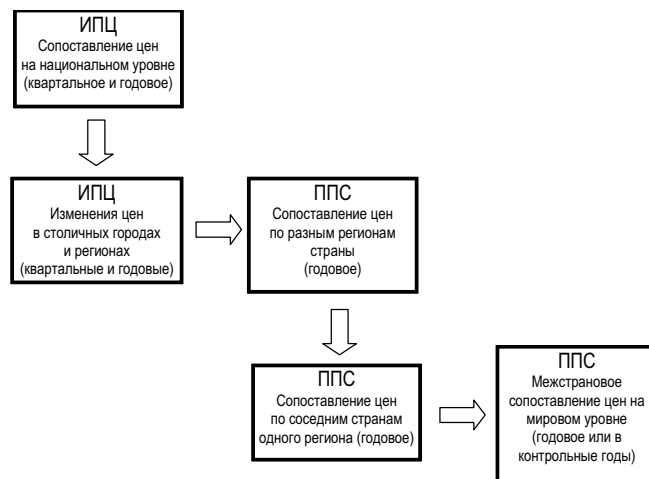 ИПЦ
Сопоставление цен
на национальном уровне
(квартальное и годовое)
ИПЦ
Изменения цен
в столичных городах
и регионах
(квартальные и годовые)
ППС
Сопоставление цен
по разным регионам
страны
(годовое)
ППС
Сопоставление цен
по соседним странам
одного региона (годовое)
ППС
Межстрановое
сопоставление цен на
мировом уровне
(годовое или в
контрольные годы)